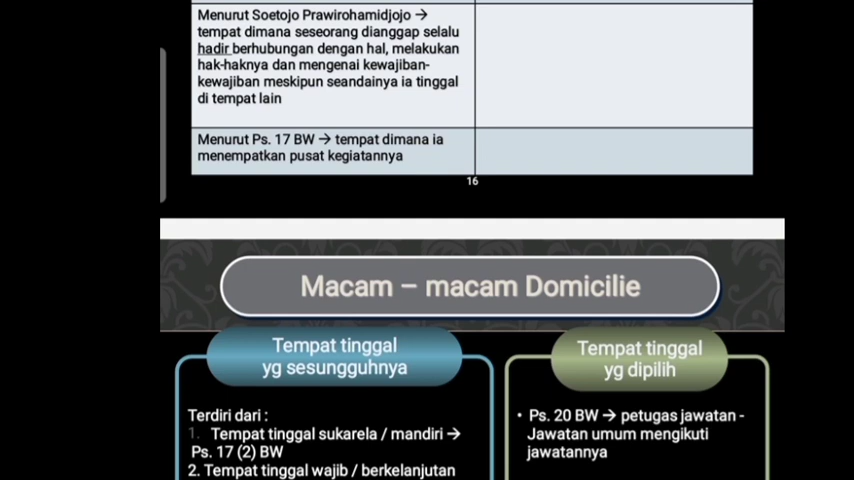 Menurut Soetojo Prawirohamidjojo →
tempat dimana seseorang dianggap selalu
hadir berhubungan dengan hal, melakukan
hak-haknya dan mengenai kewajiban-
kewajiban meskipun seandainya ia tinggal
di tempat lain
Menurut Ps. 17 BW → tempat dimana ia
menempatkan pusat kegiatannya
16
Macam – macam Domicilie
Tempat tinggal
yg sesungguhnya
Terdiri dari :
1. Tempat tinggal sukarela / mandiri →
Ps. 17 (2) BW
2. Tempat tinggal wajib / berkelanjutan
Tempat tinggal
yg dipilih
• Ps. 20 BW → petugas jawatan -
Jawatan umum mengikuti
jawatannya